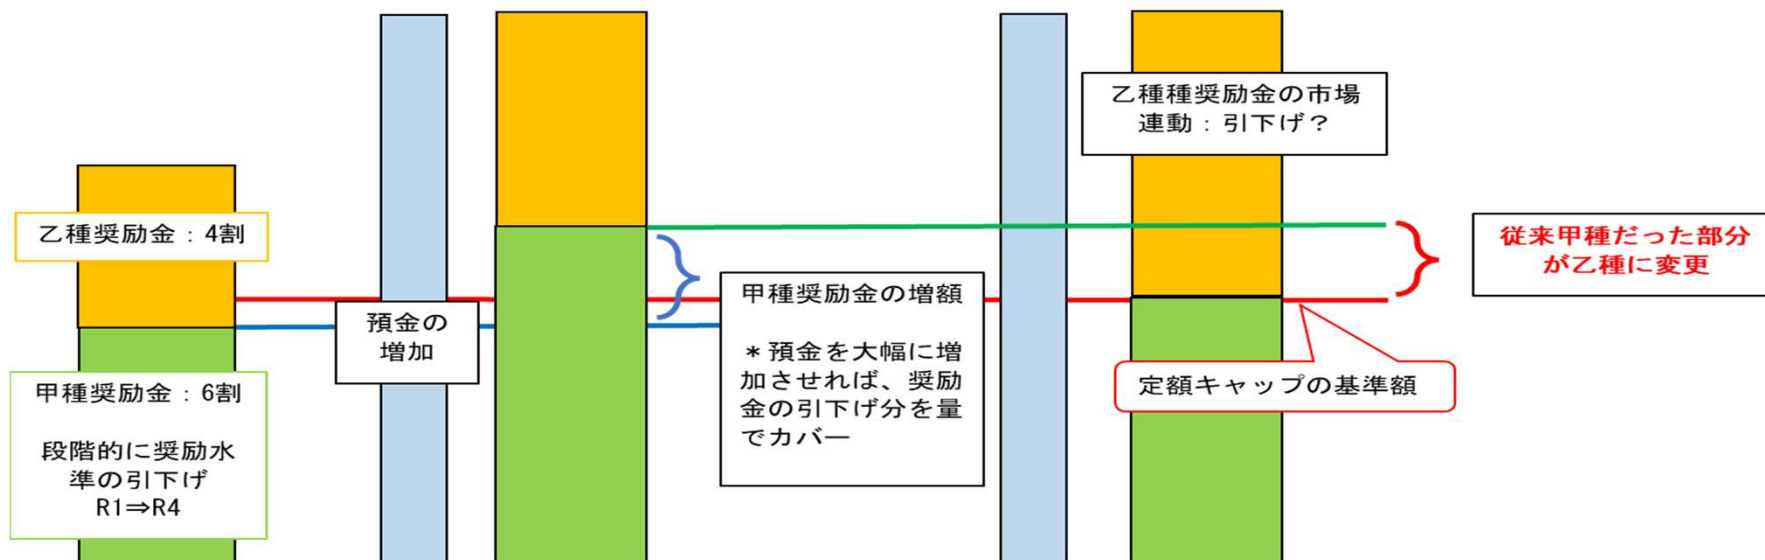 乙種奨励金：4割
甲種奨励金：6割
段階的に奨励水
準の引下げ
R1⇒R4
預金の
増加
甲種奨励金の増額
＊預金を大幅に増
加させれば、奨励
金の引下げ分を量
でカバー
乙種種奨励金の市場
連動：引下げ？
定額キャップの基準額
従来甲種だった部分
が乙種に変更